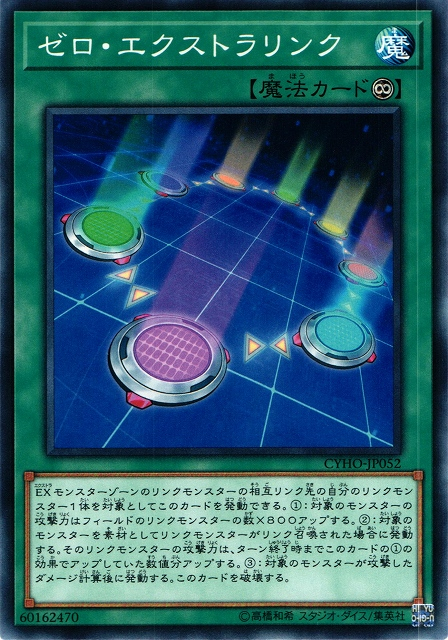 ゼロ・エクストラリンク
魔
【魔法カード】
CYHO-JP052
EXモンスターゾーンのリンクモンスターの相互リンク先の自分のリンクモン
スター1体を対象としてこのカードを発動できる。①:対象のモンスターの
攻撃力はフィールドのリンクモンスターの数×800アップする。②:対象の
モンスターを素材としてリンクモンスターがリンク召喚された場合に発動
する。そのリンクモンスターの攻撃力は、ターン終了時までこのカードの①の
効果でアップしていた数値分アップする。③:対象のモンスターが攻撃した
ダメージ計算後に発動する。このカードを破壊する。
60162470
©高橋和希 スタジオ・ダイス/集英社